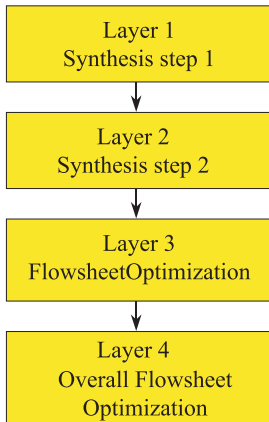 Layer 1
Synthesis step 1
Layer 2
Synthesis step 2
Layer 3
FlowsheetOptimization
Layer 4
Overall Flowsheet
Optimization